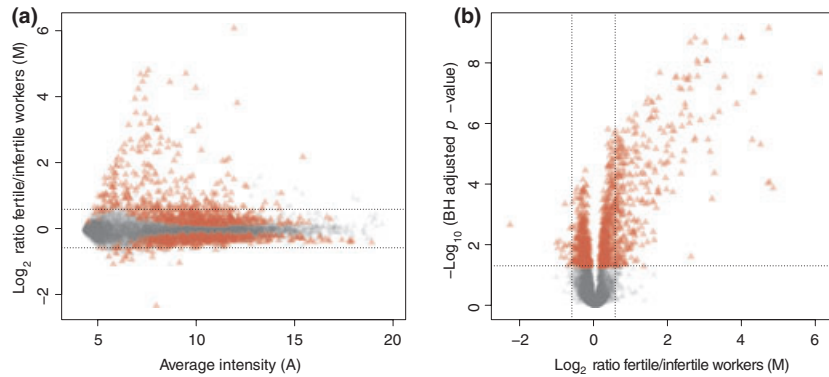 (a)
Log2 ratio fertile/infertile workers (M)
6
4
2
0
−2
5 10 15 20
Average intensity (A)
(b)
−Log10 (BH adjusted p −value)
8
6
4
2
0
−2 0 2 4 6
Log2 ratio fertile/infertile workers (M)